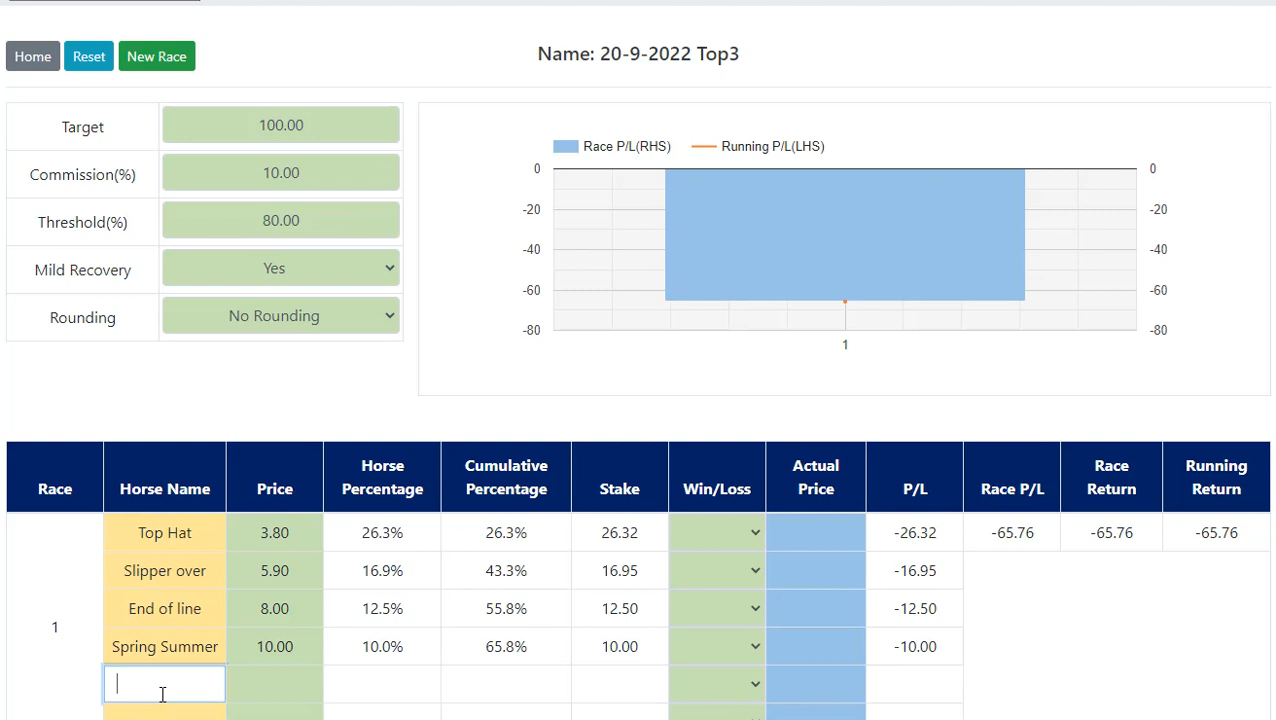 Home Reset New Race
Name: 20-9-2022 Top3
Target 100.00
Commission(%) 10.00
Threshold(%) 80.00
Mild Recovery Yes
Rounding No Rounding
Race P/L(RHS) Running P/L(LHS)
0 0
-20 -20
-40 -40
-60 -60
-80 -80
1
Race Horse Name Price Horse Percentage Cumulative Percentage Stake Win/Loss Actual Price P/L Race P/L Race Return Running Return
Top Hat 3.80 26.3% 26.3% 26.32 -26.32 -65.76 -65.76 -65.76
Slipper over 5.90 16.9% 43.3% 16.95 -16.95
End of line 8.00 12.5% 55.8% 12.50 -12.50
1
Spring Summer 10.00 10.0% 65.8% 10.00 -10.00